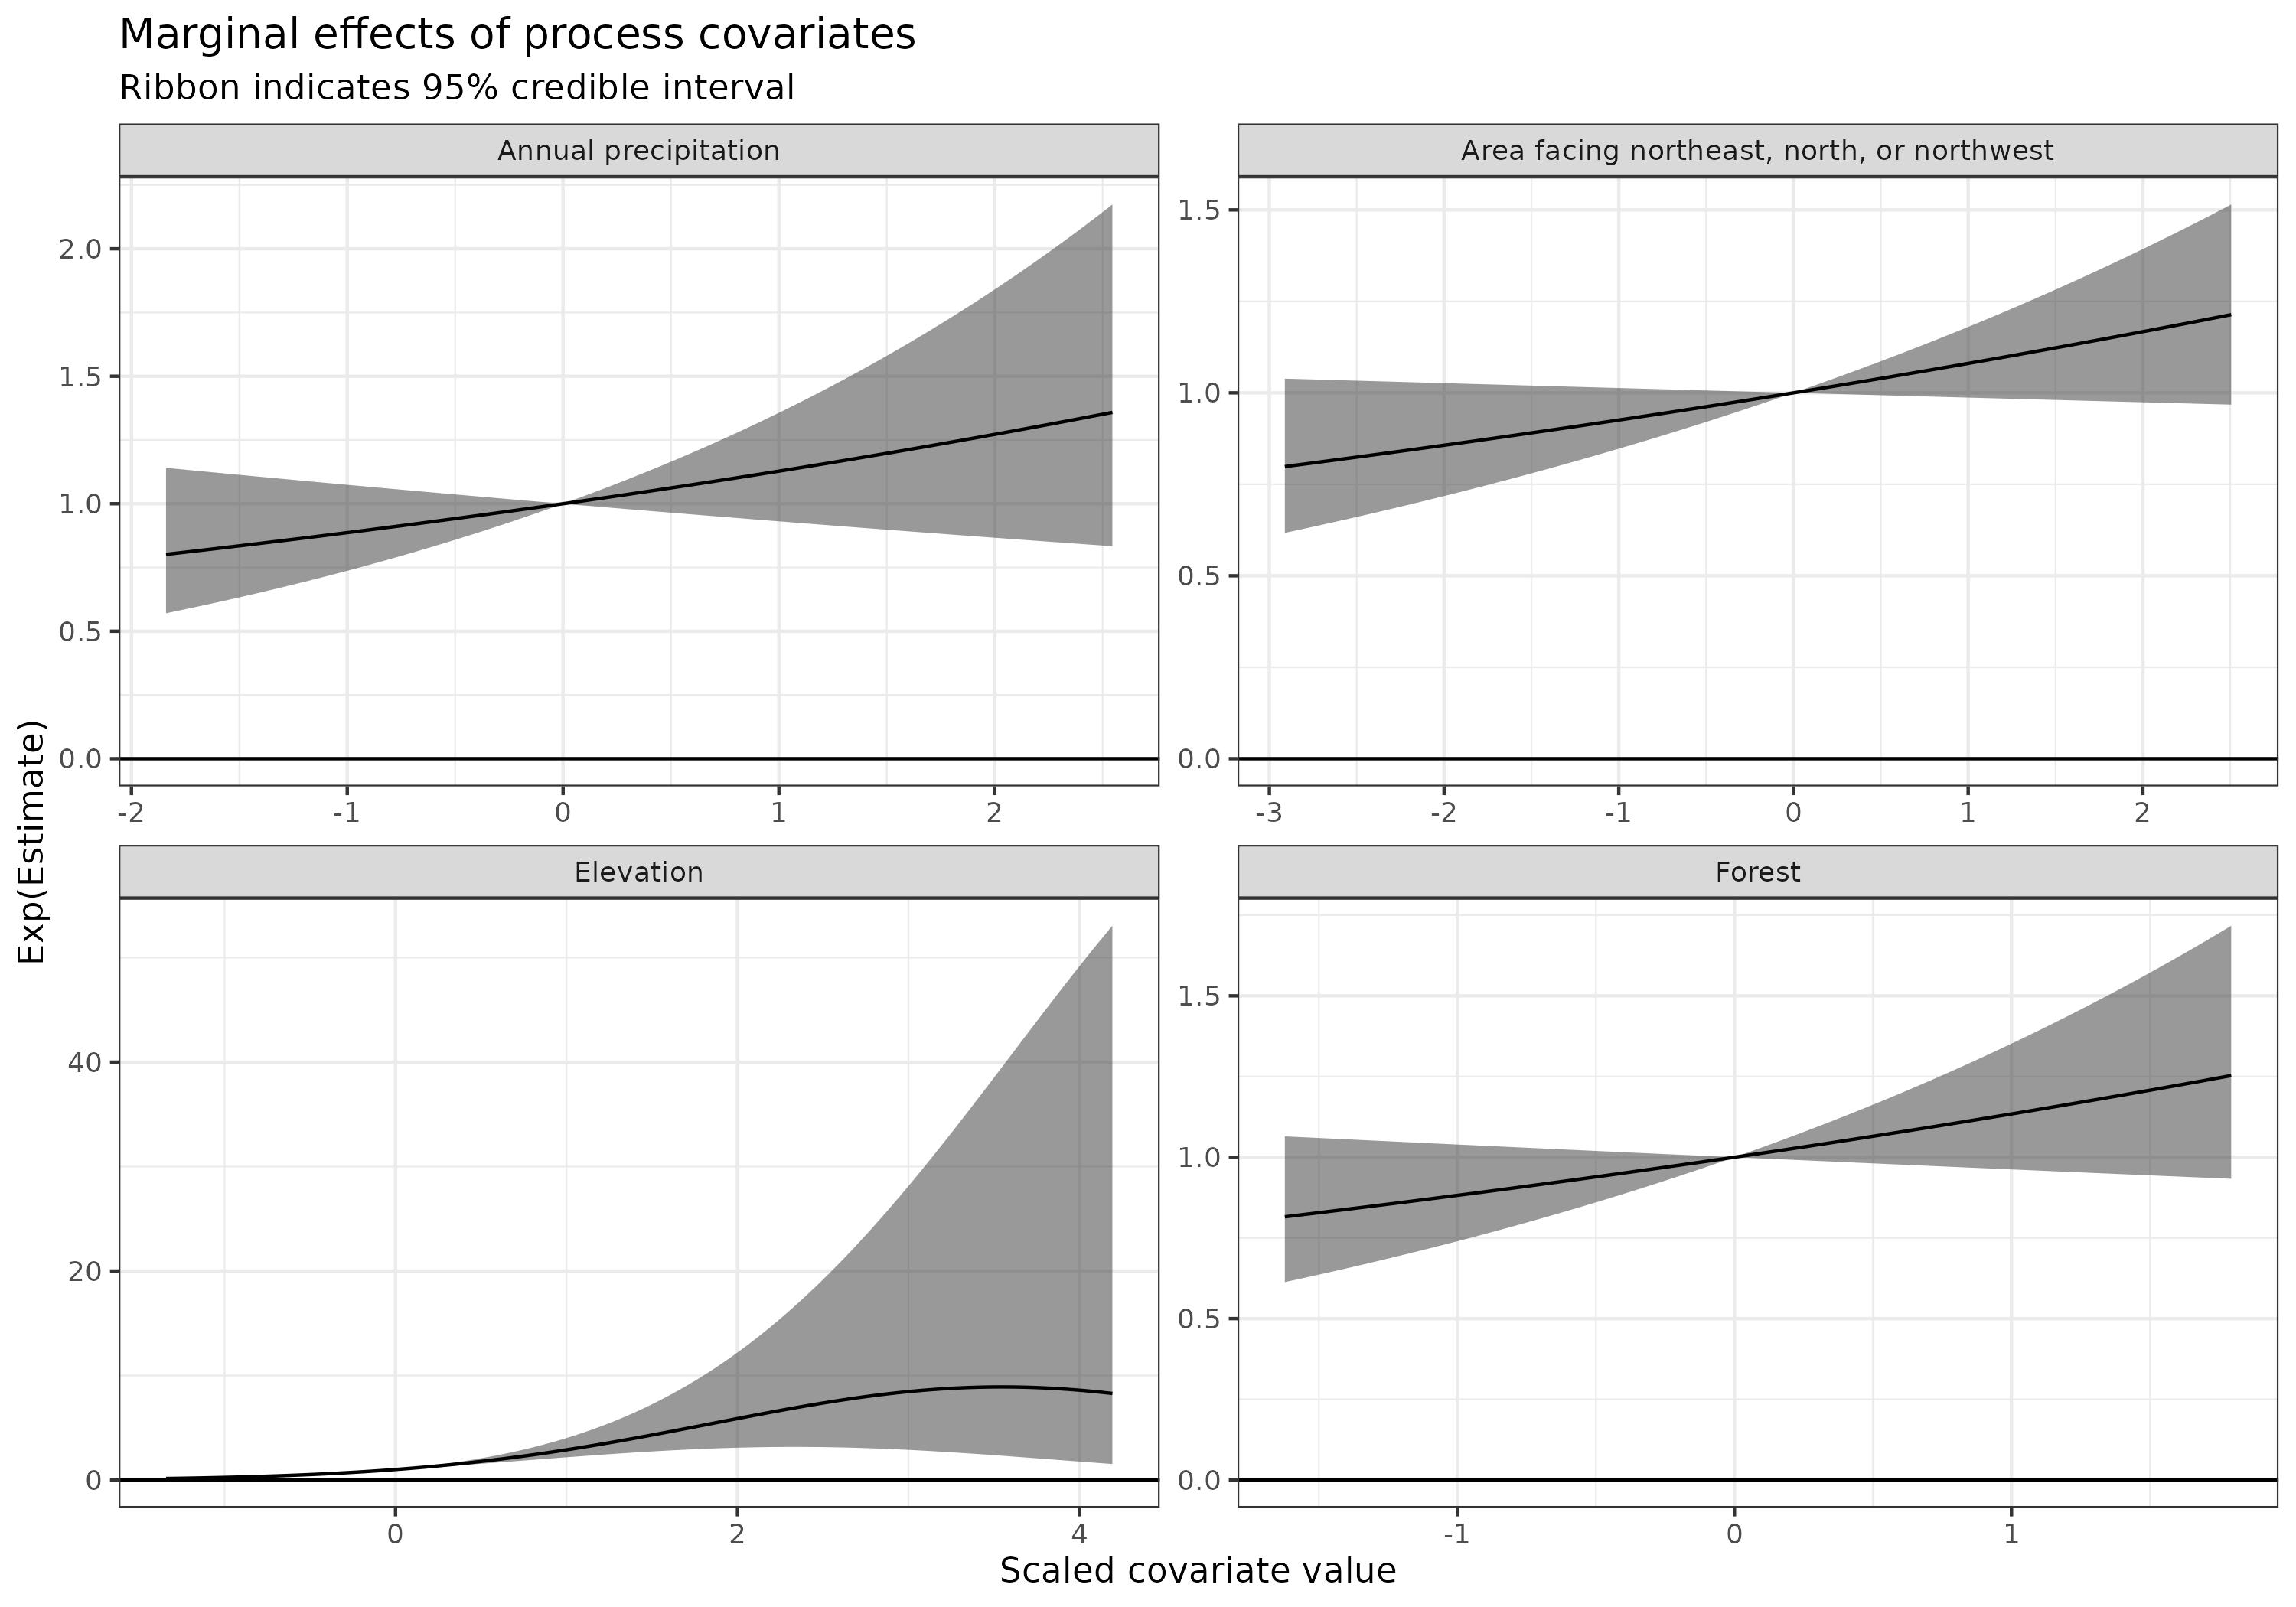 Marginal effects of process covariates
Ribbon indicates 95% credible interval
Annual precipitation
2.0
1.5
1.0
0.5
0.0
-2 -1 0 1 2
Area facing northeast, north, or northwest
1.5
1.0
0.5
0.0
-3 -2 -1 0 1 2
Exp(Estimate)
Elevation
40
20
0
0 2 4
Forest
1.5
1.0
0.5
0.0
-1 0 1
Scaled covariate value